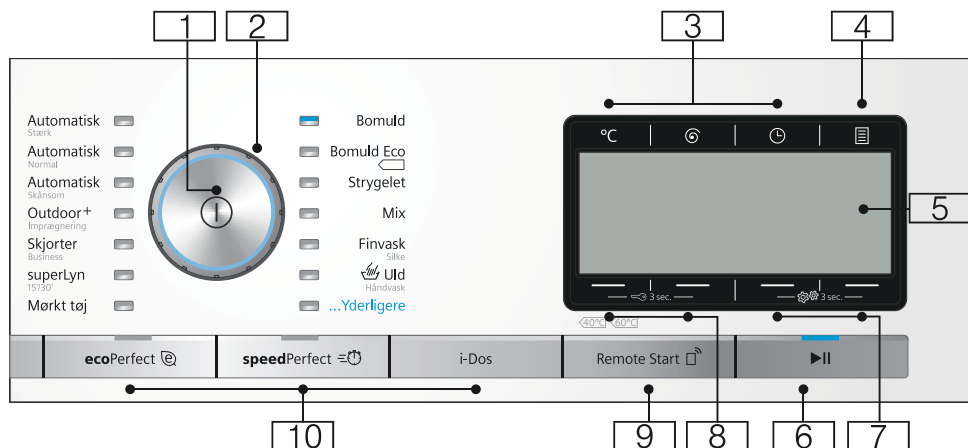 1
2
3
4
Automatisk
Stærk
Automatisk
Normal
Automatisk
Skånsom
Outdoor+
Imprægnering
Skjorter
Business
superLyn
15'/30'
Mørkt tøj
Bomuld
Bomuld Eco
Strygelet
Mix
Finvask
Silke
Uld
Håndvask
...Yderligere
°C
5
3 sec.
3 sec.
40°C 60°C
ecoPerfect e
speedPerfect
i-Dos
Remote Start
10
9
8
6
7